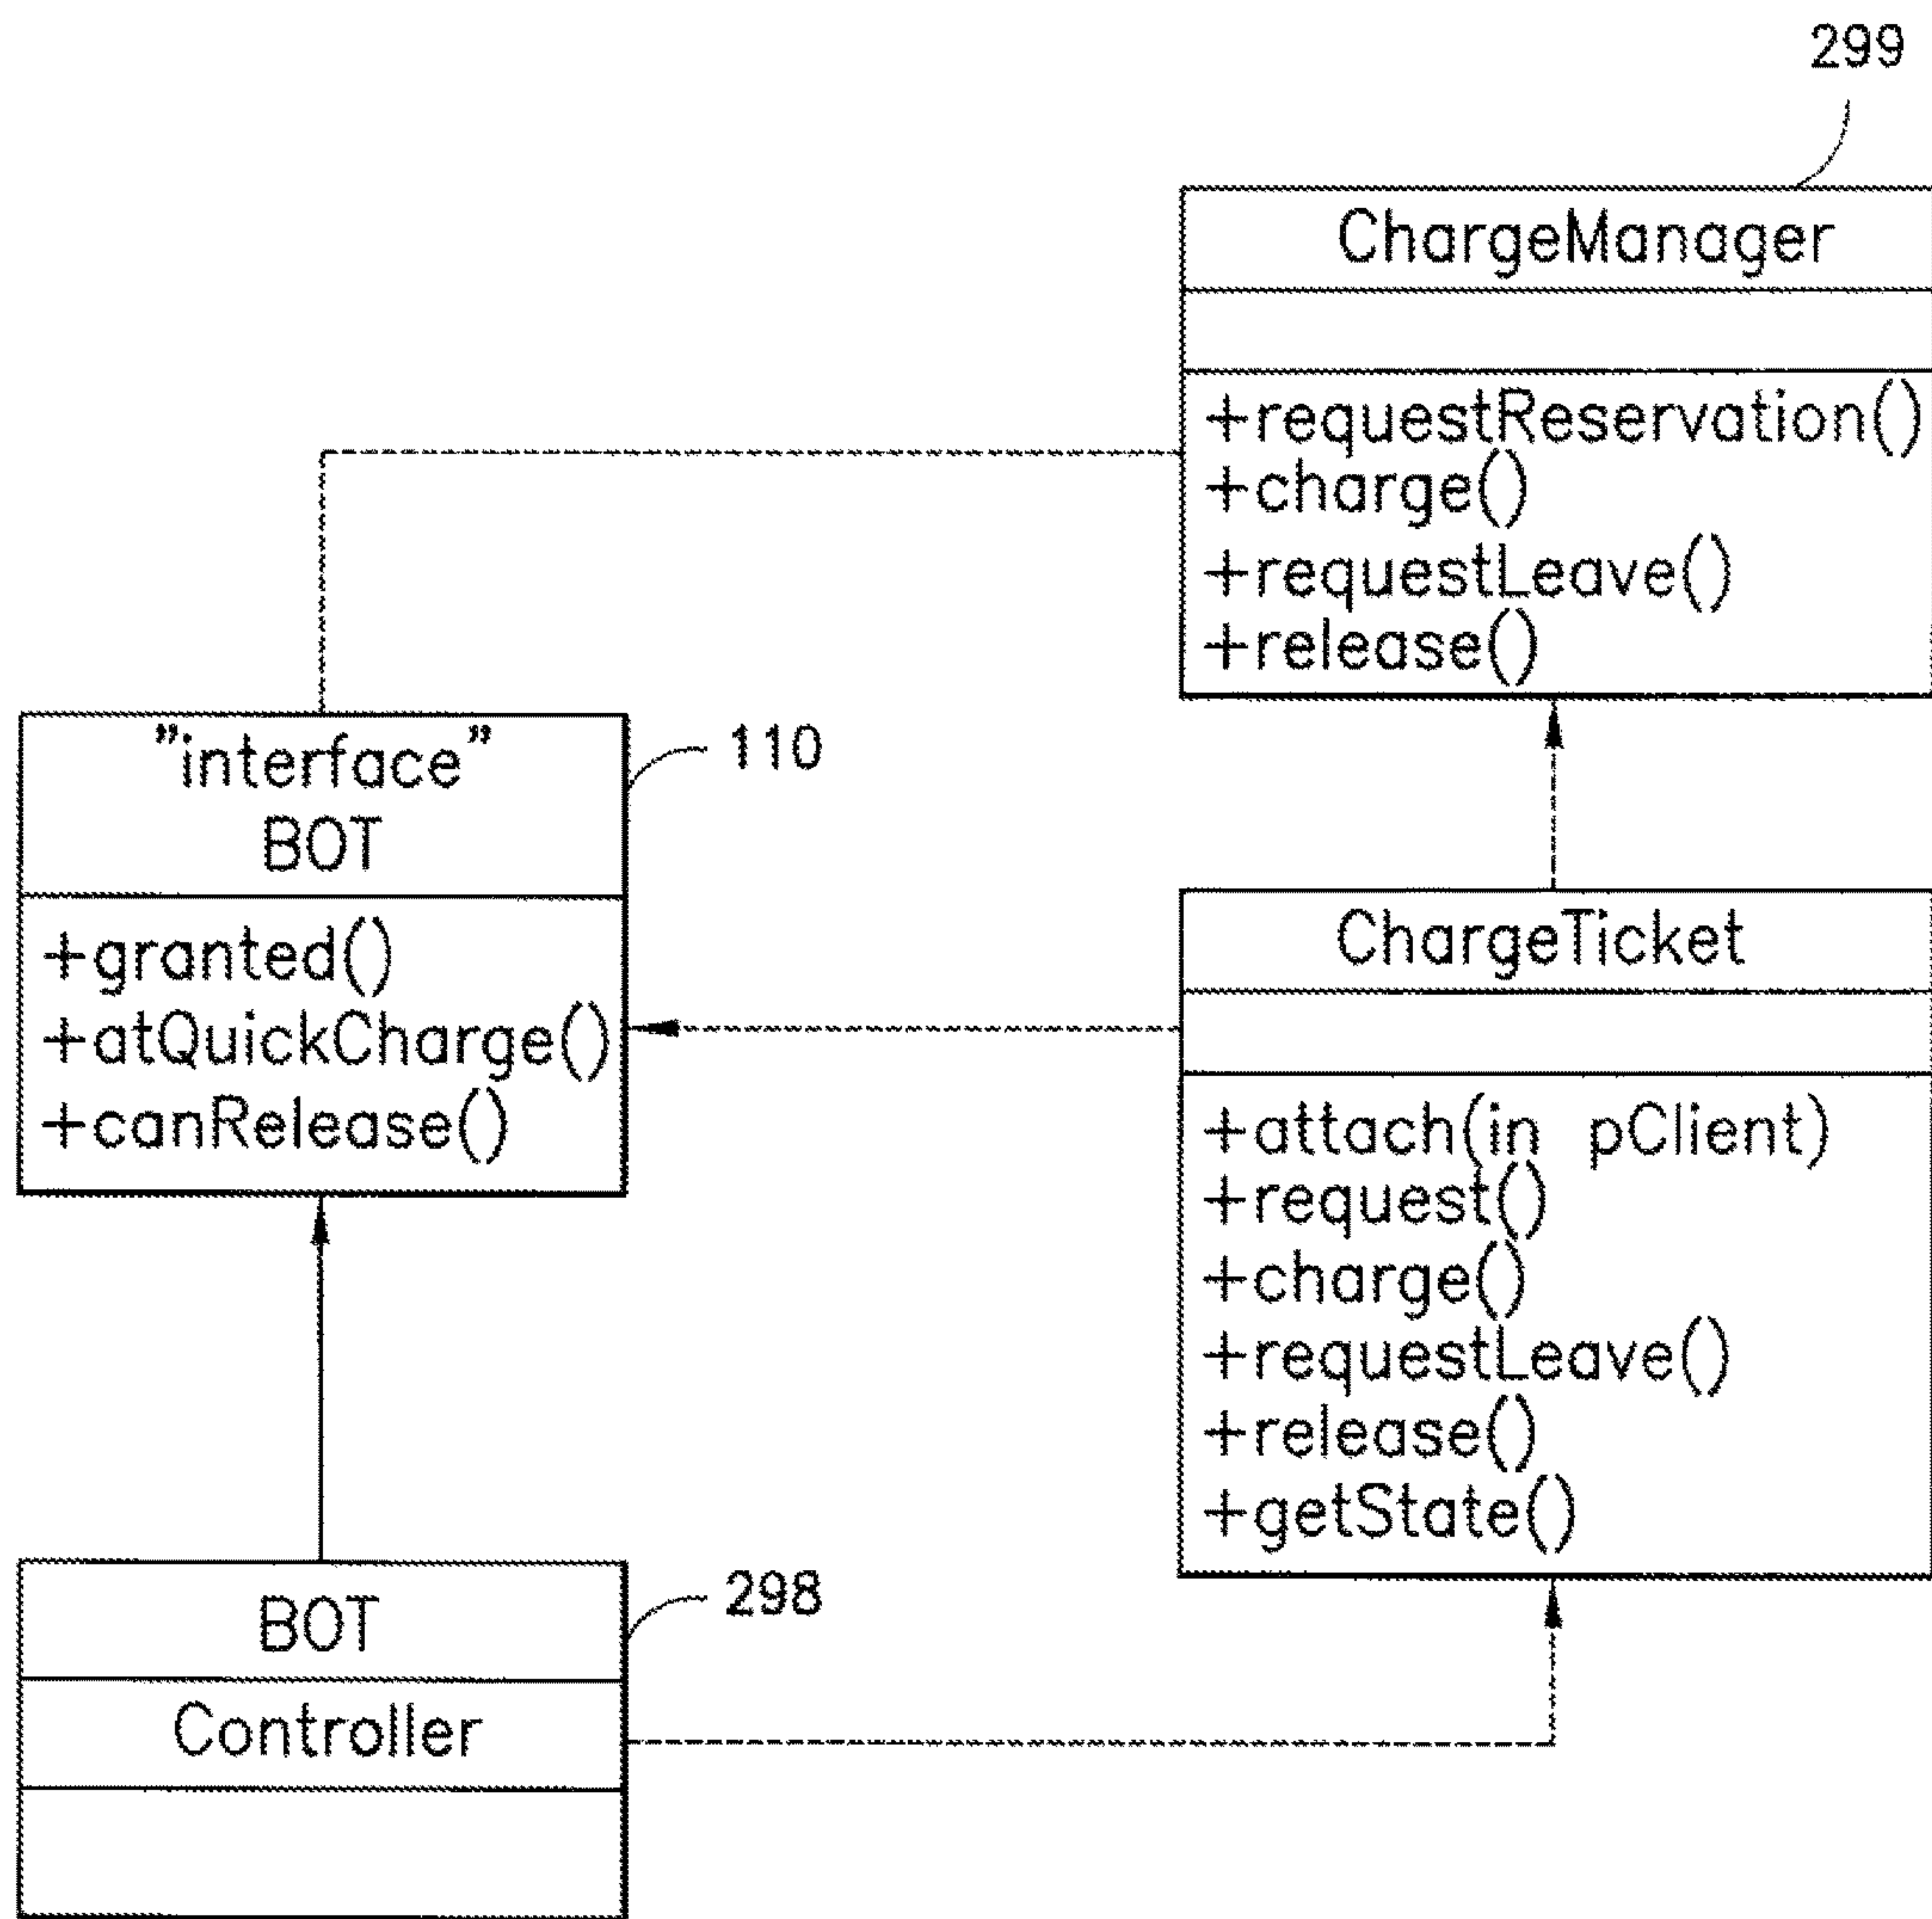 299
ChargeManager
+requestReservation()
+charge()
+requestLeave()
+release()
"interface"
BOT
110
+granted()
+atQuickCharge()
+canRelease()
ChargeTicket
+attach(in pClient)
+request()
+charge()
+requestLeave()
+release()
+getState()
BOT
298
Controller